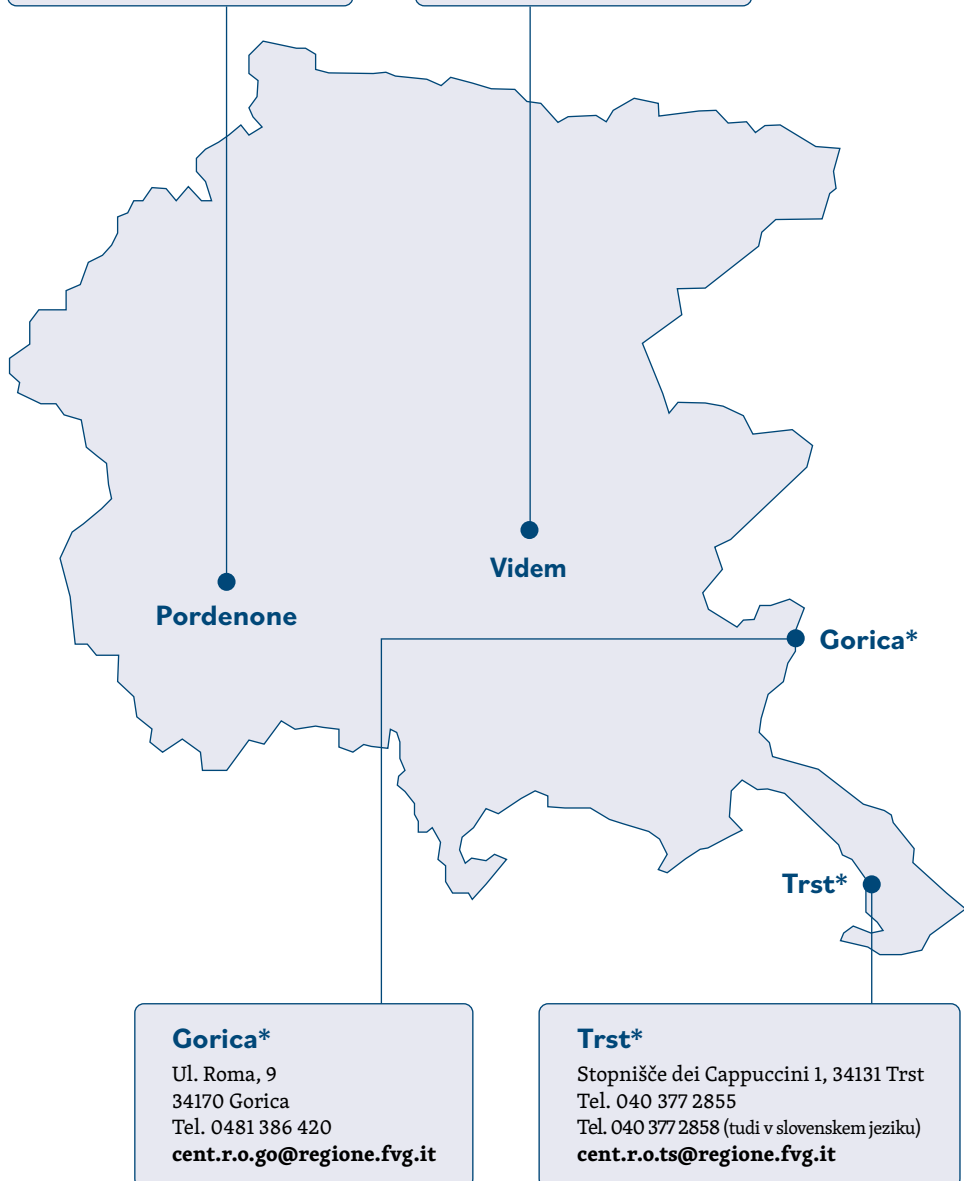 Videm
Pordenone
Gorica*
Trst*
Gorica*
Ul. Roma, 9
34170 Gorica
Tel. 0481 386 420
cent.r.o.go@regione.fvg.it
Trst*
Stopnišče dei Cappuccini 1, 34131 Trst
Tel. 040 377 2855
Tel. 040 377 2858 (tudi v slovenskem jeziku)
cent.r.o.ts@regione.fvg.it